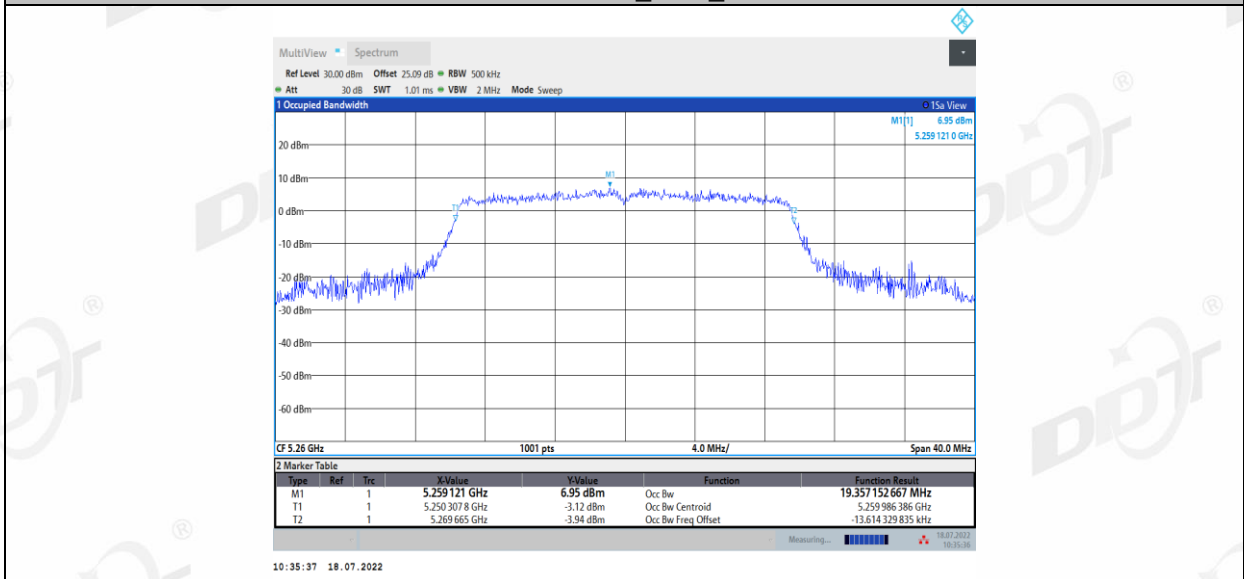 MultiView Spectrum
Ref Level 30.00 dBm Offset 25.09 dB RBW 500 kHz
Att 30 dB SWT 1.01 ms VBW 2 MHz Mode Sweep
1 Occupied Bandwidth 1Sa View
M1[1] 6.95 dBm
5.259 121 0 GHz
20 dBm
M1
10 dBm
T1 T2
0 dBm
-10 dBm
-20 dBm
-30 dBm
-40 dBm
-50 dBm
-60 dBm
CF 5.26 GHz 1001 pts 4.0 MHz/ Span 40.0 MHz
2 Marker Table
Type Ref Trc X-Value Y-Value Function Function Result
M1 1 5.259 121 GHz 6.95 dBm Occ Bw 19.357 152 667 MHz
T1 1 5.250 307 8 GHz -3.12 dBm Occ Bw Centroid 5.259 986 386 GHz
T2 1 5.269 665 GHz -3.94 dBm Occ Bw Freq Offset -13.614 329 835 kHz
Measuring... 18.07.2022
10:35:36
10:35:37 18.07.2022
DDT ®